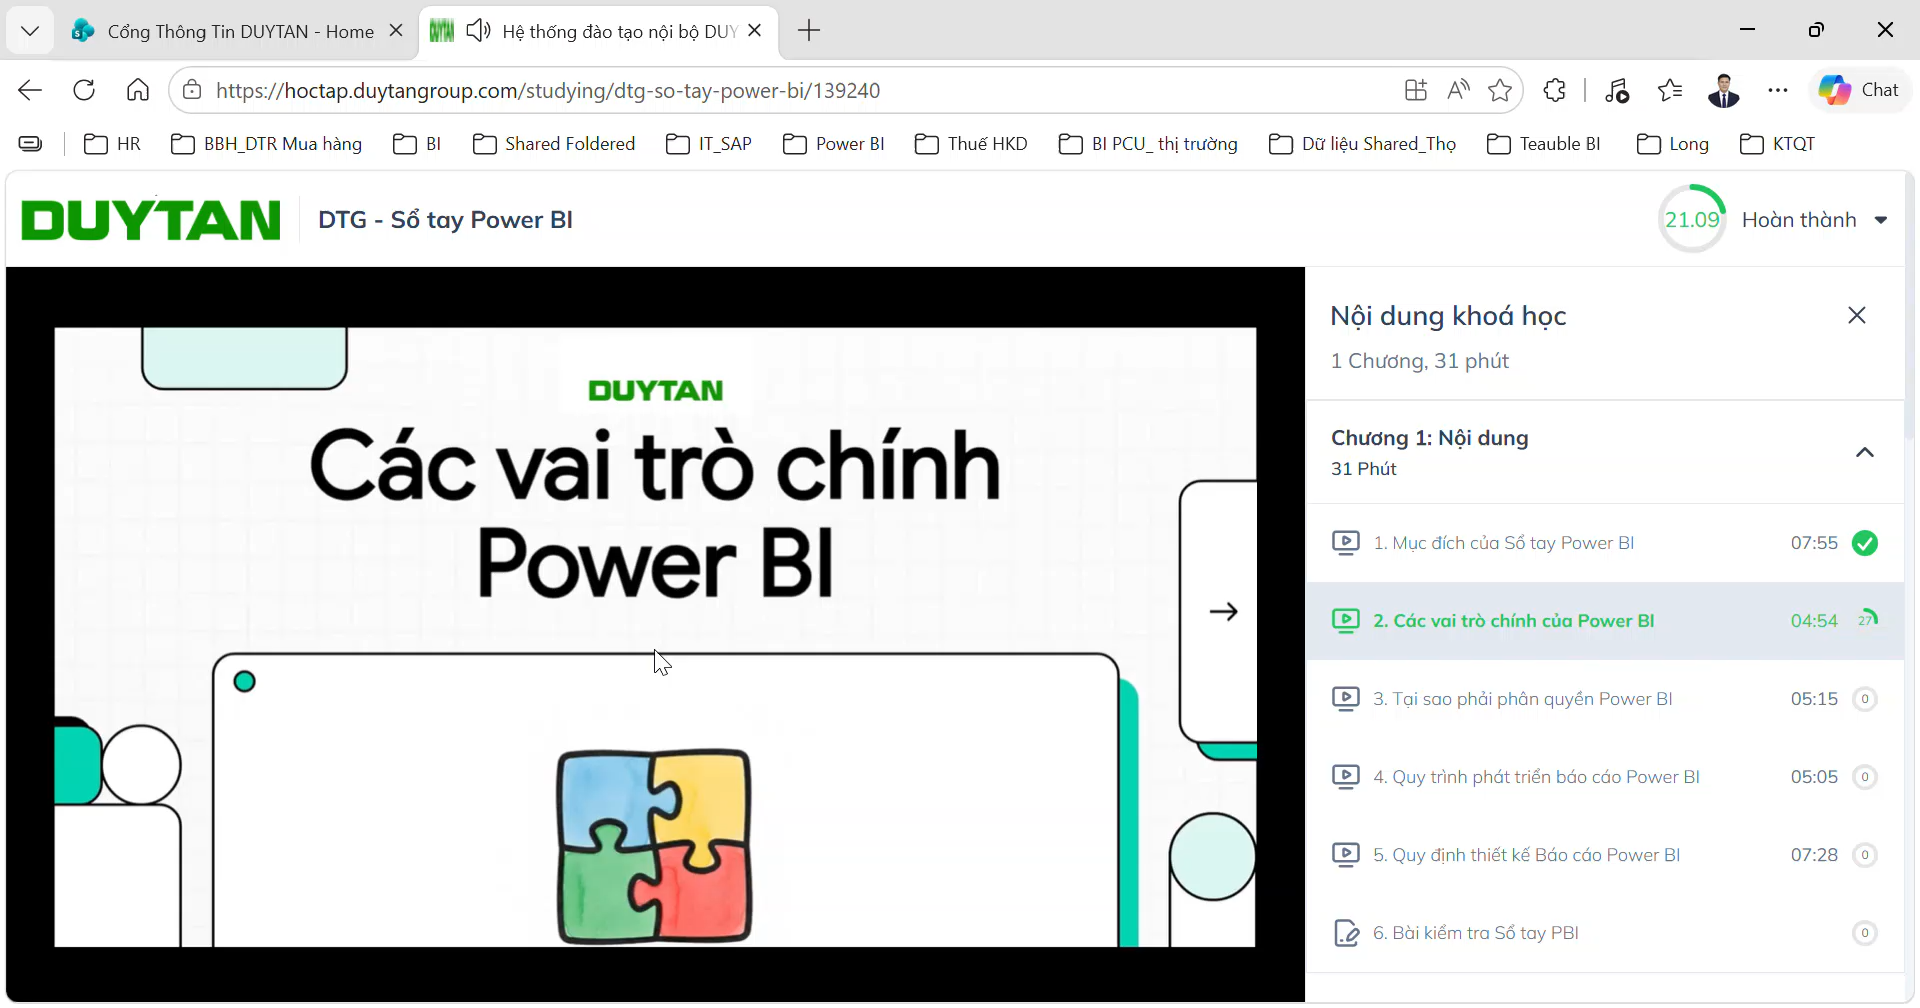 Cổng Thông Tin DUYTAN - Home
DUYTAN
Hệ thống đào tạo nội bộ DUY
https://hoctap.duytangroup.com/studying/dtg-so-tay-power-bi/139240
Chat
HR
BBH_DTR Mua hàng
BI
Shared Foldered
IT_SAP
Power BI
Thuế HKD
BI PCU_ thị trường
Dữ liệu Shared_Thọ
Teauble BI
Long
KTQT
DUYTAN
DTG - Sổ tay Power BI
21.09
Hoàn thành
DUYTAN
Các vai trò chính
Power BI
Nội dung khoá học
1 Chương, 31 phút
Chương 1: Nội dung
31 Phút
1. Mục đích của Sổ tay Power BI 07:55
2. Các vai trò chính của Power BI 04:54 27
3. Tại sao phải phân quyền Power BI 05:15 0
4. Quy trình phát triển báo cáo Power BI 05:05 0
5. Quy định thiết kế Báo cáo Power BI 07:28 0
6. Bài kiểm tra Sổ tay PBI 0